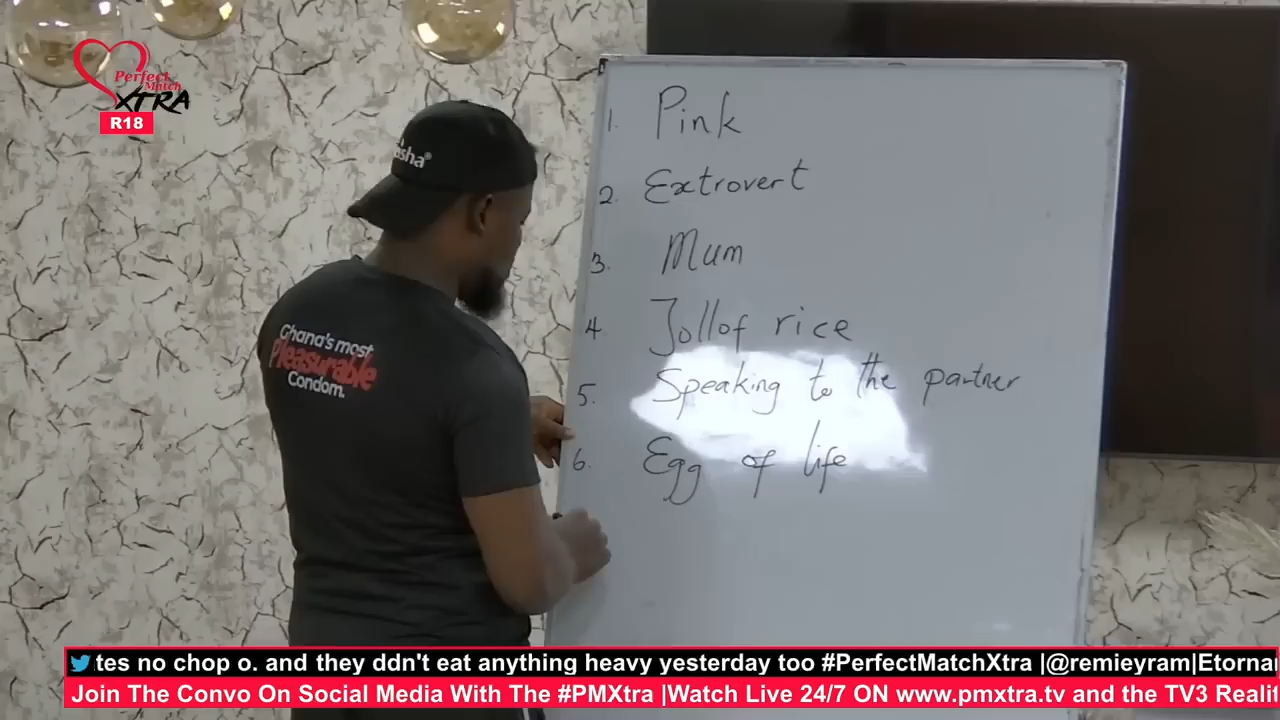 Perfect
Match
XTRA
R18
1. Pink
2. Extrovert
3. Mum
4. Jollof rice
5. Speaking to the partner
6. Egg of life
Ghana's most
Pleasurable
Condom.
tes no chop o. and they ddn't eat anything heavy yesterday too #PerfectMatchXtra |@remieyram|Etornal
Join The Convo On Social Media With The #PMXtra |Watch Live 24/7 ON www.pmxtra.tv and the TV3 Realit